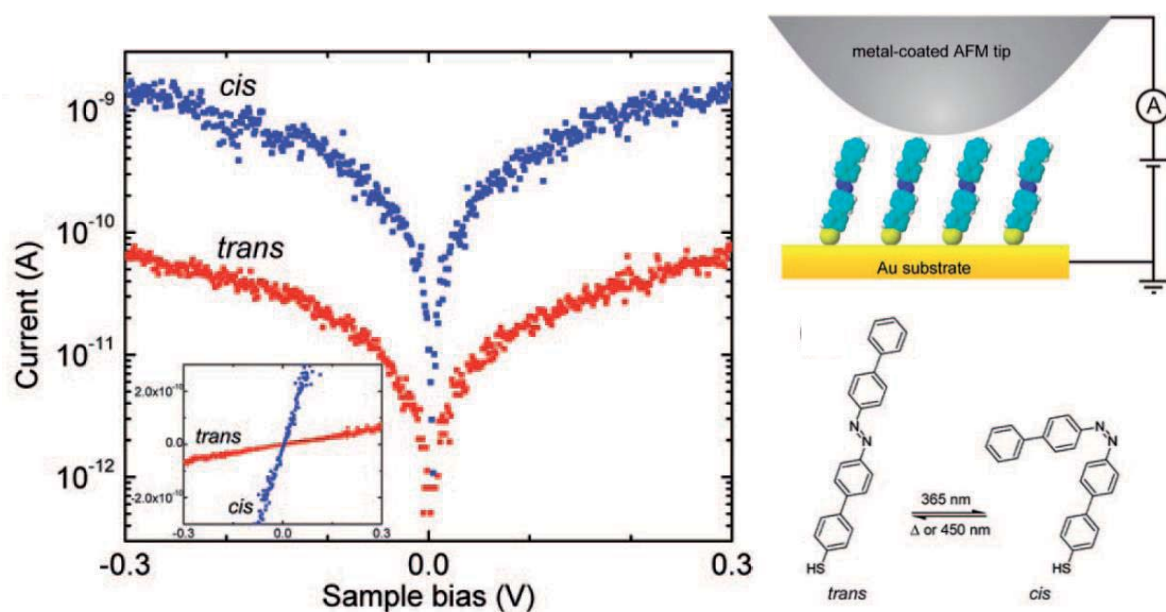 cis
trans
Current (A)
10⁻⁹
10⁻¹⁰
10⁻¹¹
10⁻¹²
-0.3
0.0
0.3
Sample bias (V)
2.0x10⁻¹⁰
0.0
-2.0x10⁻¹⁰
trans
cis
-0.3
0.0
0.3
metal-coated AFM tip
A
Au substrate
N
N
HS
trans
365 nm
Δ or 450 nm
N
N
HS
cis